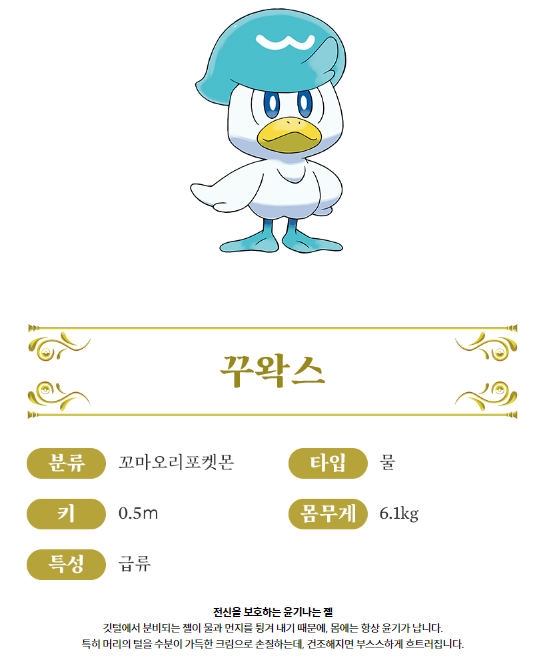 꾸왁스
분류 꼬마오리포켓몬 타입 물
키 0.5m 몸무게 6.1kg
특성 급류
전신을 보호하는 윤기나는 젤
깃털에서 분비되는 젤이 물과 먼지를 튕겨 내기 때문에, 몸에는 항상 윤기가 납니다.
특히 머리의 털을 수분이 가득한 크림으로 손질하는데, 건조해지면 부스스하게 흐트러집니다.